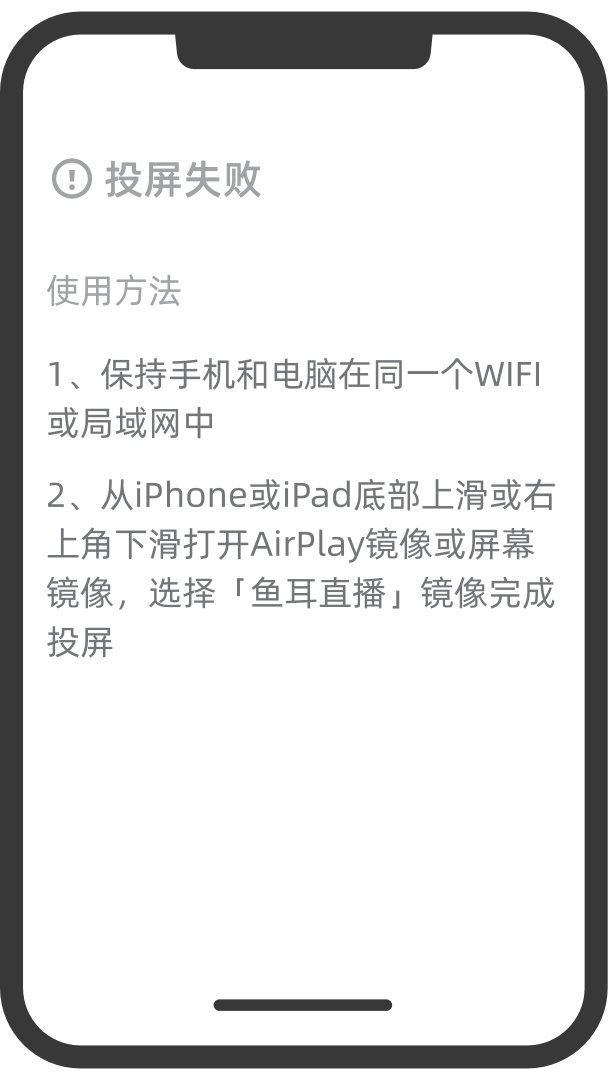 投屏失败
使用方法
1、保持手机和电脑在同一个WIFI
或局域网中
2、从iPhone或iPad底部上滑或右
上角下滑打开AirPlay镜像或屏幕
镜像，选择「鱼耳直播」镜像完成
投屏